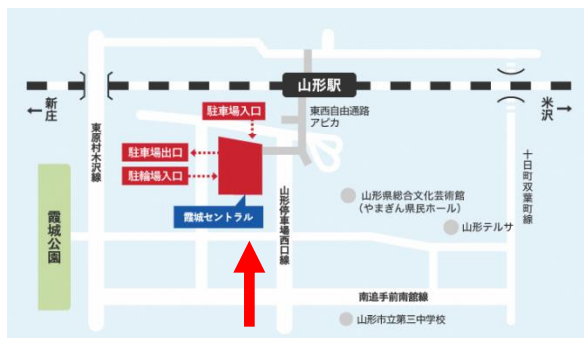 山形駅
←
新庄
米沢
→
東西自由通路
アピカ
駐車場入口
駐車場出口
駐輪場入口
霞城セントラル
東原村木沢線
霞城公園
山形停車場西口線
山形県総合文化芸術館
（やまぎん県民ホール）
山形テルサ
十日町双葉町線
南追手前南館線
山形市立第三中学校